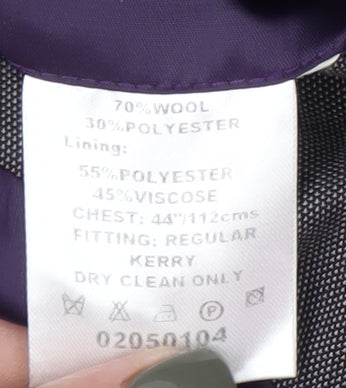 70%WOOL
30%POLYESTER
Lining:
55%POLYESTER
45%VISCOSE
CHEST: 44"/112cms
FITTING: REGULAR
KERRY
DRY CLEAN ONLY
P
02050104